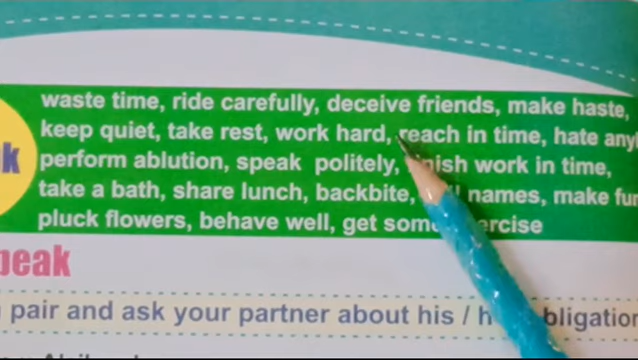 waste time, ride carefully, deceive friends, make haste,
keep quiet, take rest, work hard, reach in time, hate
perform ablution, speak politely, finish work in time,
take a bath, share lunch, backbite, names, make fun
pluck flowers, behave well, get some exercise
peak
pair and ask your partner about his /